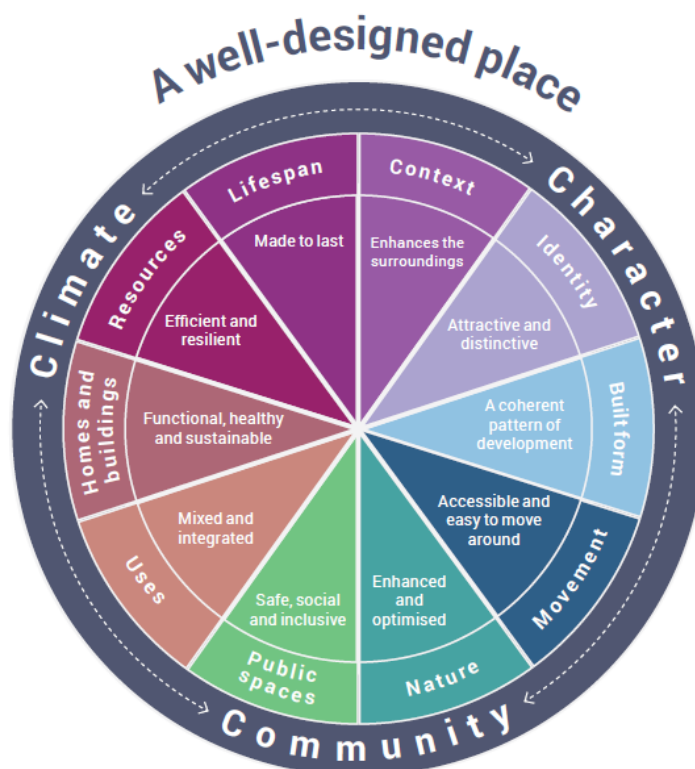 A well-designed place
Climate
Character
Community
Context
Enhances the
surroundings
Identity
Attractive and
distinctive
Built form
A coherent
pattern of
development
Movement
Accessible and
easy to move
around
Nature
Enhanced
and
optimised
Public
spaces
Safe, social
and inclusive
Uses
Mixed and
integrated
Homes and
buildings
Functional, healthy
and sustainable
Resources
Efficient and
resilient
Lifespan
Made to last